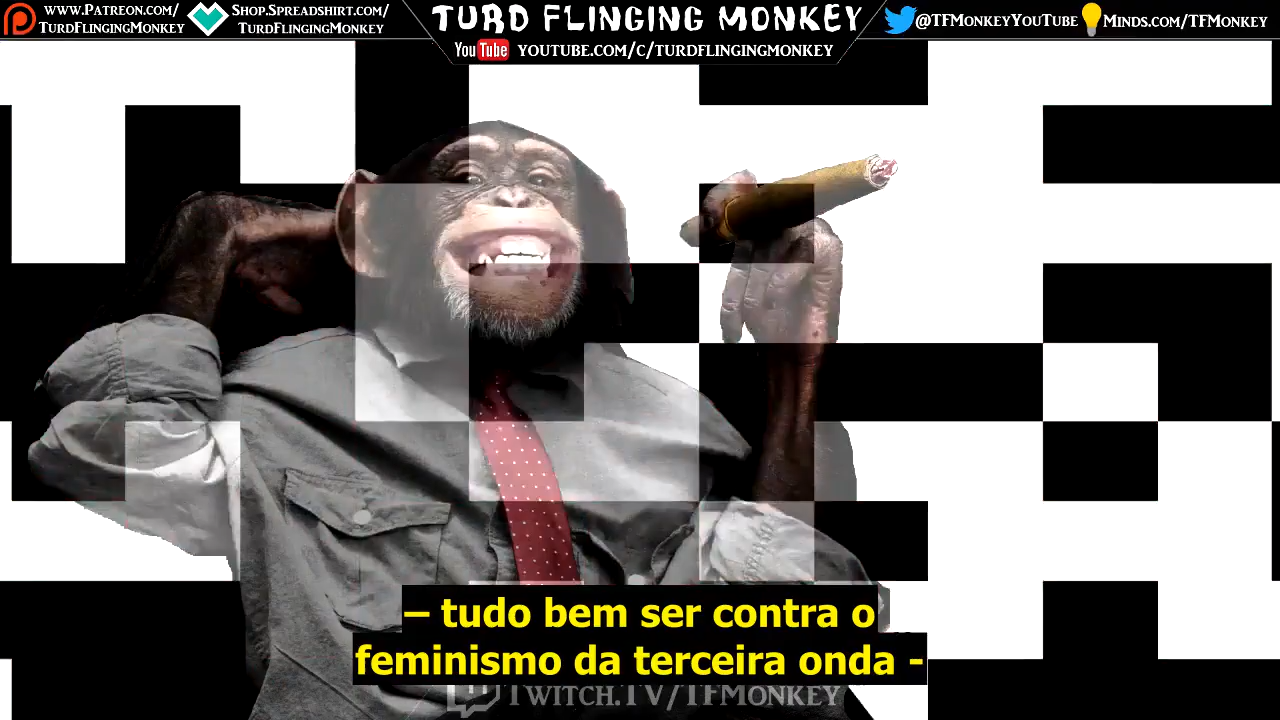 www.Patreon.com/
TurdFlingingMonkey
Shop.Spreadshirt.com/
TurdFlingingMonkey
TURD FLINGING MONKEY
YouTube youtube.com/c/turdflingingmonkey
@TFMonkeyYouTube
Minds.com/TFMonkey
– tudo bem ser contra o
feminismo da terceira onda -
Twitch.tv/TFMonkey